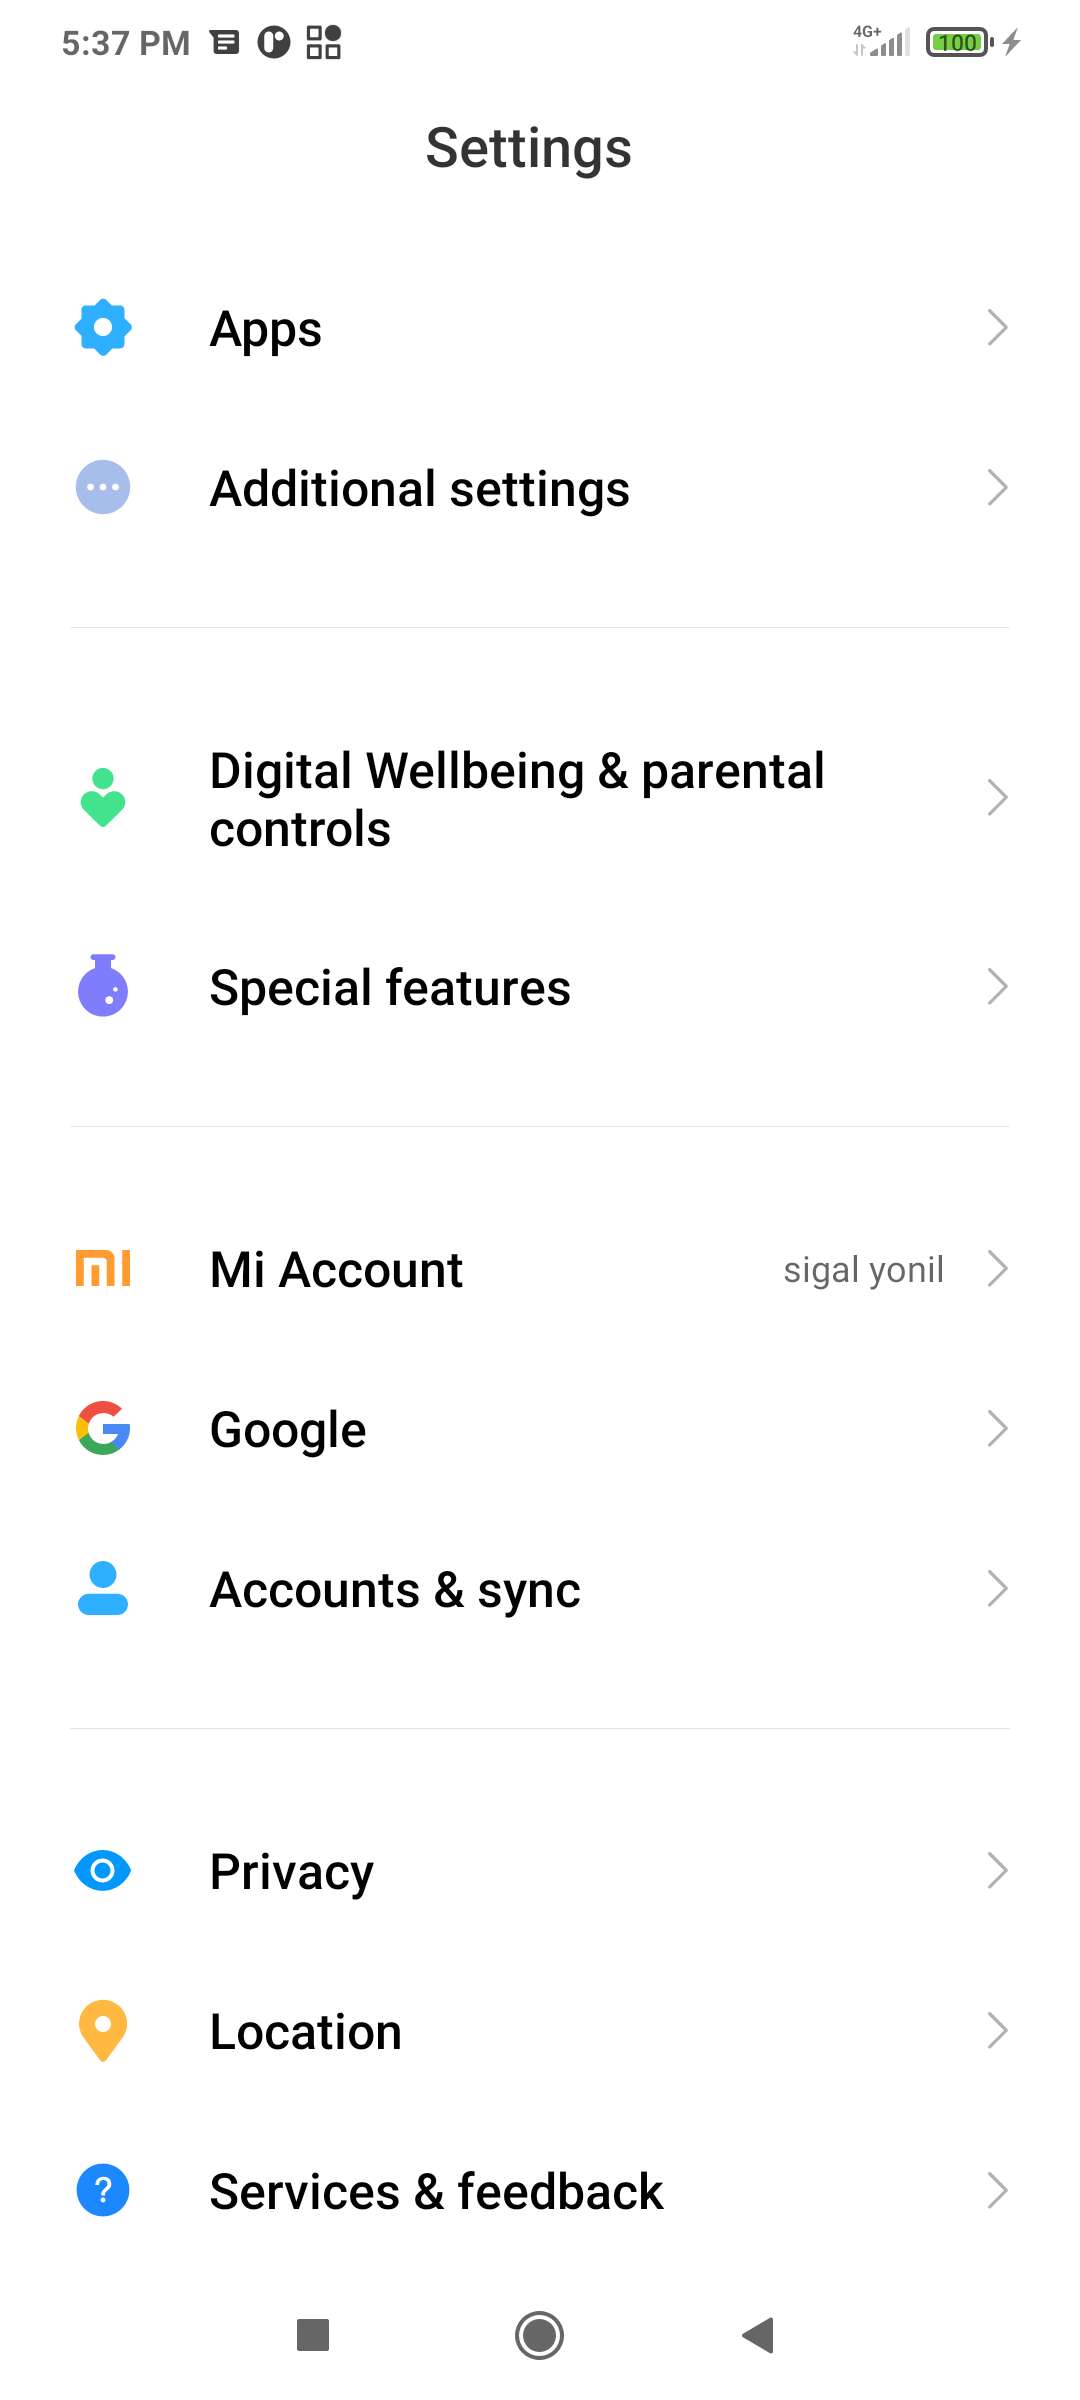 5:37 PM
4G+
100
Settings
Apps
Additional settings
Digital Wellbeing & parental
controls
Special features
Mi Account
sigal yonil
Google
Accounts & sync
Privacy
Location
Services & feedback